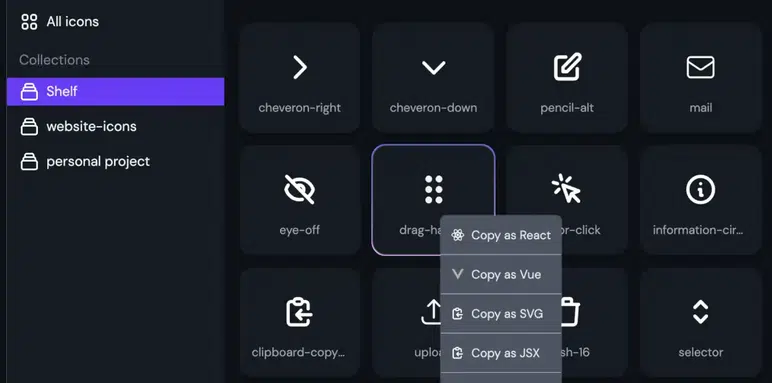 All icons
Collections
Shelf
website-icons
personal project
cheveron-right
cheveron-down
pencil-alt
mail
eye-off
drag-ha
or-click
information-cir...
Copy as React
Copy as Vue
Copy as SVG
Copy as JSX
clipboard-copy...
uploa
sh-16
selector